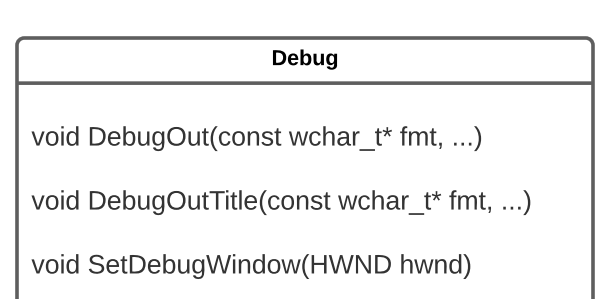 Debug
void DebugOut(const wchar_t* fmt, ...)
void DebugOutTitle(const wchar_t* fmt, ...)
void SetDebugWindow(HWND hwnd)